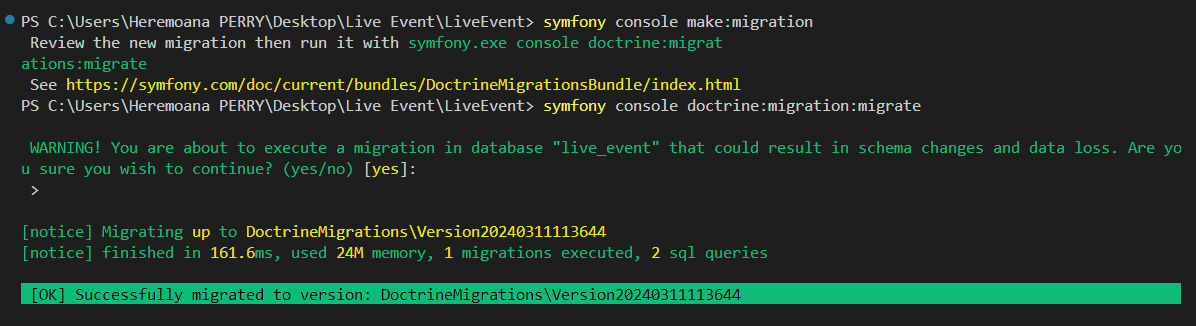 PS C:\Users\Heremoana PERRY\Desktop\Live Event\LiveEvent> symfony console make:migration
Review the new migration then run it with symfony.exe console doctrine:migrat
ations:migrate
See https://symfony.com/doc/current/bundles/DoctrineMigrationsBundle/index.html
PS C:\Users\Heremoana PERRY\Desktop\Live Event\LiveEvent> symfony console doctrine:migration:migrate
WARNING! You are about to execute a migration in database "live_event" that could result in schema changes and data loss. Are yo
u sure you wish to continue? (yes/no) [yes]:
>
[notice] Migrating up to DoctrineMigrations\Version20240311113644
[notice] finished in 161.6ms, used 24M memory, 1 migrations executed, 2 sql queries
[OK] Successfully migrated to version: DoctrineMigrations\Version20240311113644